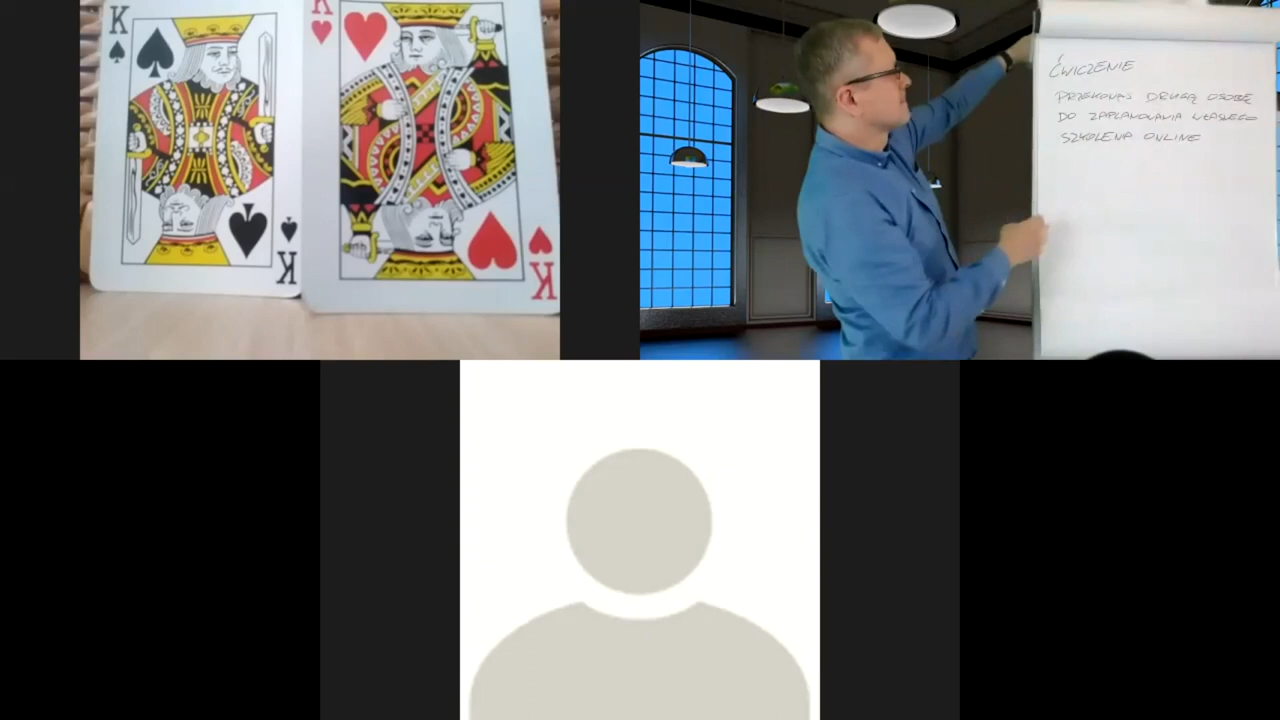 K
K
K
K
ĆWICZENIE
PRZEKONAJ DRUGĄ OSOBĘ
DO ZAPLANOWANIA WŁASNEGO
SZKOLENIA ONLINE